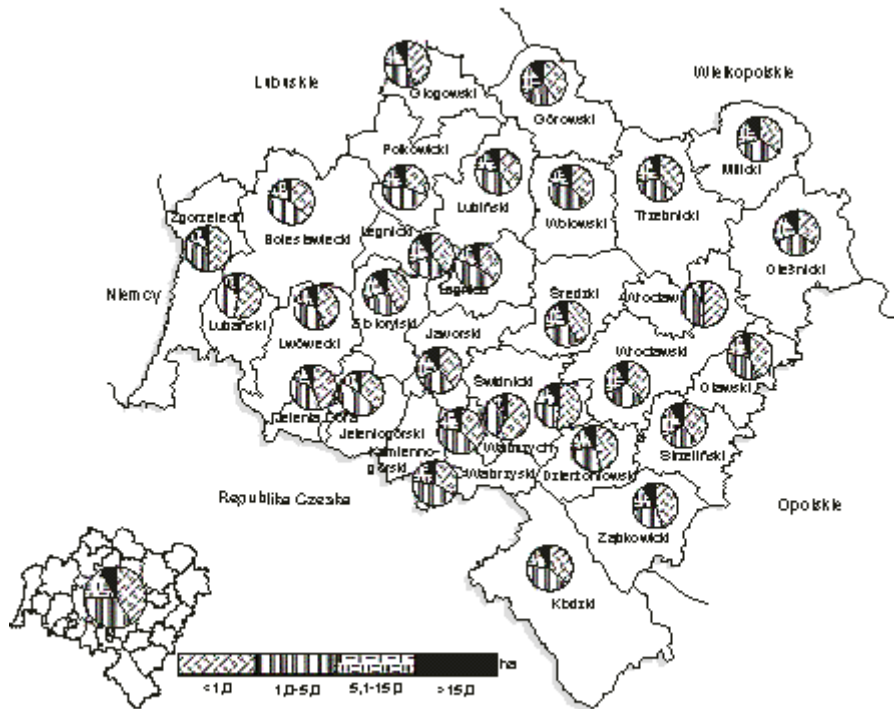 Lubuskie
Wielkopolskie
Głogowski
Górowski
Polkowicki
Milicki
Lubiński
Wołowski
Trzebnicki
Zgorzelecki
Bolesławiecki
Legnicki
Oleśnicki
Niemcy
Legnica
Średzki
Wrocław
Lubański
Lwówecki
Złotoryjski
Jaworski
Wrocławski
Świdnicki
Oławski
Jelenia Góra
Jeleniogórski
Kamienno-
górski
Wałbrzych
Strzeliński
Wałbrzyski
Dzierżoniowski
Republika Czeska
Opolskie
Ząbkowicki
Kłodzki
ha
<1,0
1,0-5,0
5,1-15,0
>15,0